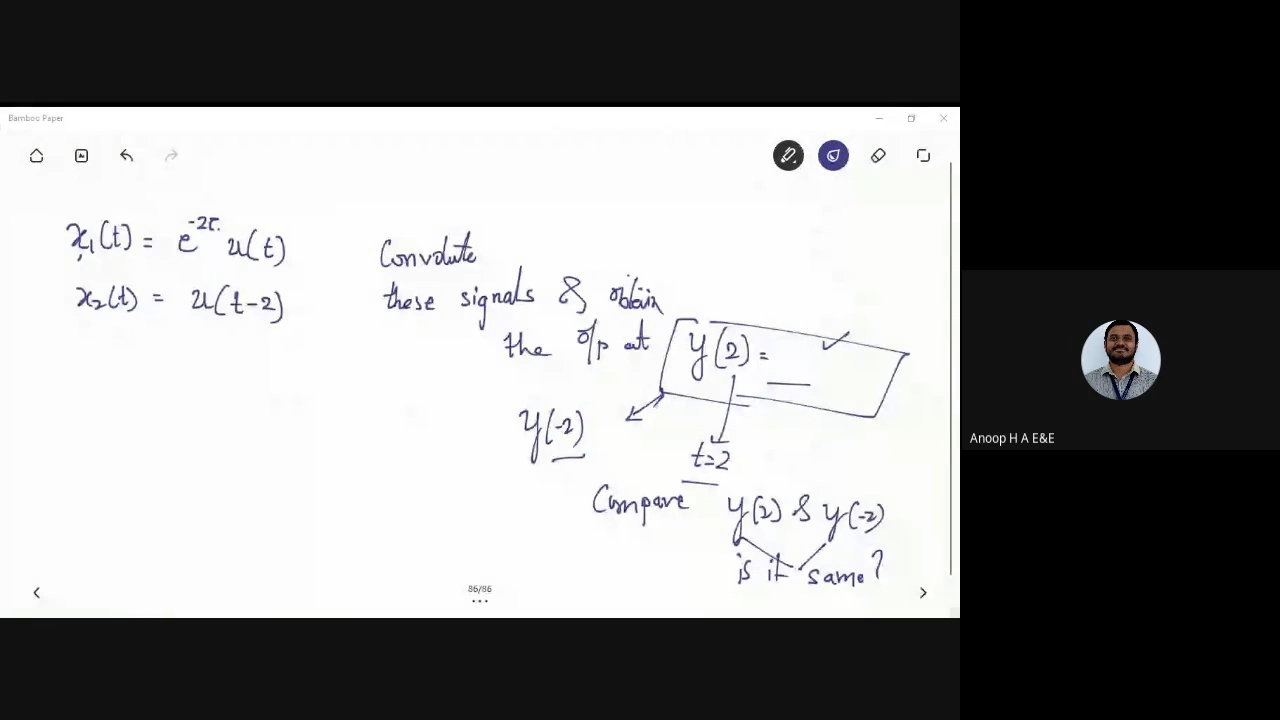 Bamboo Paper
x₁(t) = e^-2τ. u(t)
x₂(t) = u(t-2)
Convolute
these signals & obtain
the o/p at y(2) =
y(-2)
t=2
Compare y(2) & y(-2)
is it same?
86/86
Anoop H A E&E